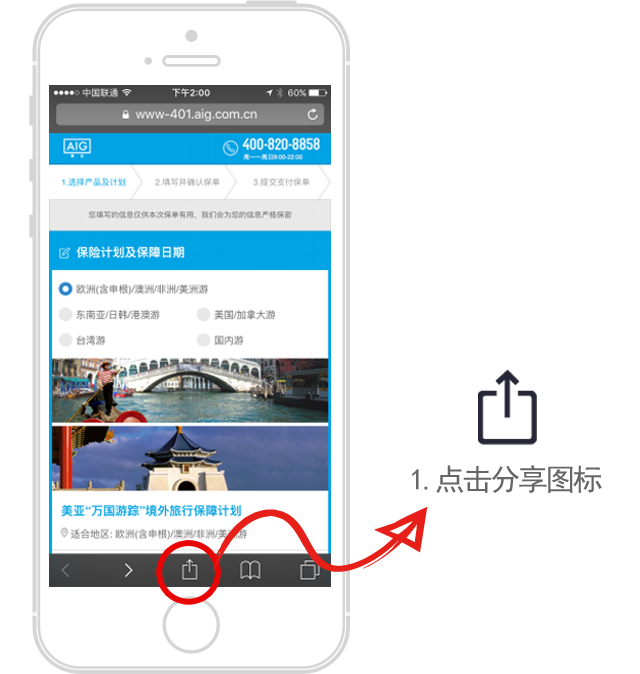 中国联通 下午2:00 60%
www-401.aig.com.cn
AIG 400-820-8858
周一~周日9:00-22:00
1.选择产品及计划 2.填写并确认保单 3.提交支付保单
您填写的信息仅供本次保单有用，我们会为您的信息严格保密
保险计划及保障日期
欧洲(含申根)/澳洲/非洲/美洲游
东南亚/日韩/港澳游 美国/加拿大游
台湾游 国内游
美亚“万国游踪”境外旅行保障计划
适合地区: 欧洲(含申根)/澳洲/非洲/美洲游
1. 点击分享图标